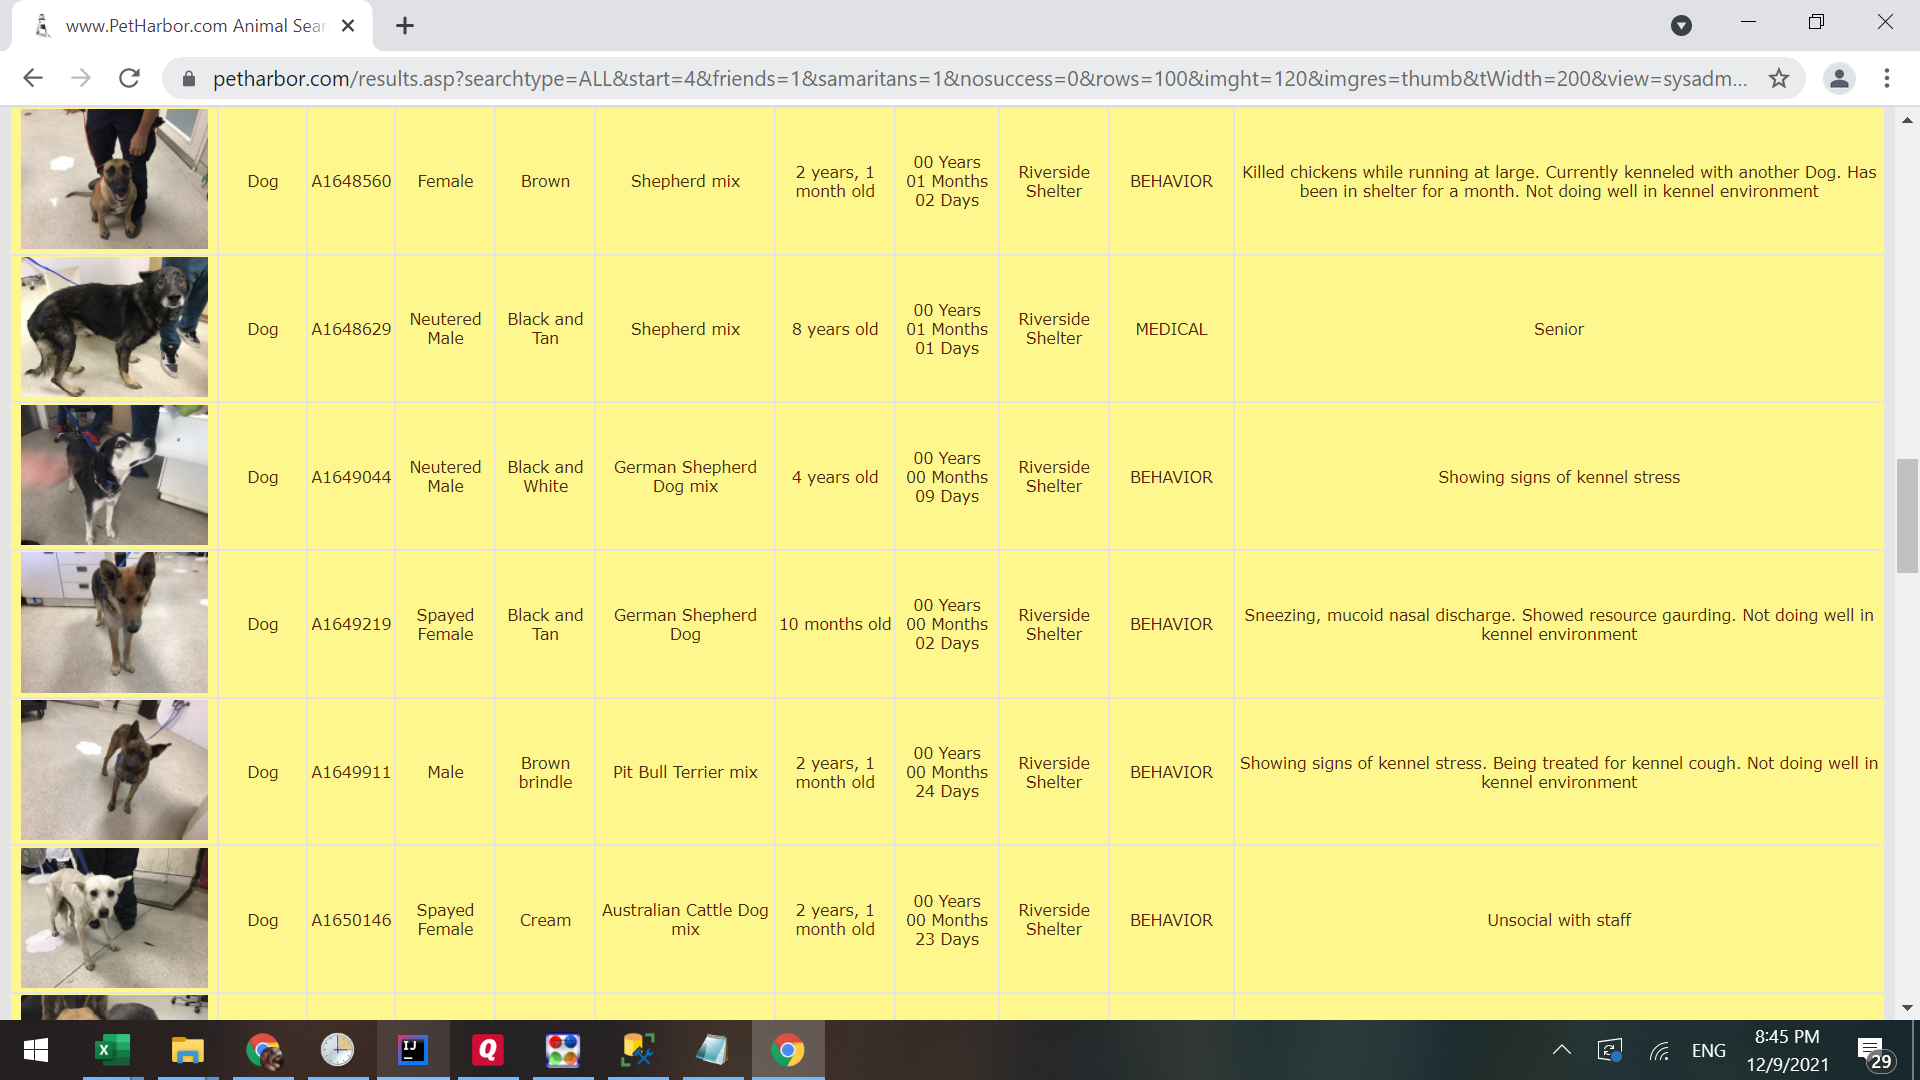 www.PetHarbor.com Animal Sear
petharbor.com/results.asp?searchtype=ALL&start=4&friends=1&samaritans=1&nosuccess=0&rows=100&imght=120&imgres=thumb&tWidth=200&view=sysadm...
Dog
A1648560
Female
Brown
Shepherd mix
2 years, 1
month old
00 Years
01 Months
02 Days
Riverside
Shelter
BEHAVIOR
Killed chickens while running at large. Currently kenneled with another Dog. Has
been in shelter for a month. Not doing well in kennel environment
Dog
A1648629
Neutered
Male
Black and
Tan
Shepherd mix
8 years old
00 Years
01 Months
01 Days
Riverside
Shelter
MEDICAL
Senior
Dog
A1649044
Neutered
Male
Black and
White
German Shepherd
Dog mix
4 years old
00 Years
00 Months
09 Days
Riverside
Shelter
BEHAVIOR
Showing signs of kennel stress
Dog
A1649219
Spayed
Female
Black and
Tan
German Shepherd
Dog
10 months old
00 Years
00 Months
02 Days
Riverside
Shelter
BEHAVIOR
Sneezing, mucoid nasal discharge. Showed resource gaurding. Not doing well in
kennel environment
Dog
A1649911
Male
Brown
brindle
Pit Bull Terrier mix
2 years, 1
month old
00 Years
00 Months
24 Days
Riverside
Shelter
BEHAVIOR
Showing signs of kennel stress. Being treated for kennel cough. Not doing well in
kennel environment
Dog
A1650146
Spayed
Female
Cream
Australian Cattle Dog
mix
2 years, 1
month old
00 Years
00 Months
23 Days
Riverside
Shelter
BEHAVIOR
Unsocial with staff
X
IJ
Q
ENG
8:45 PM
12/9/2021
29